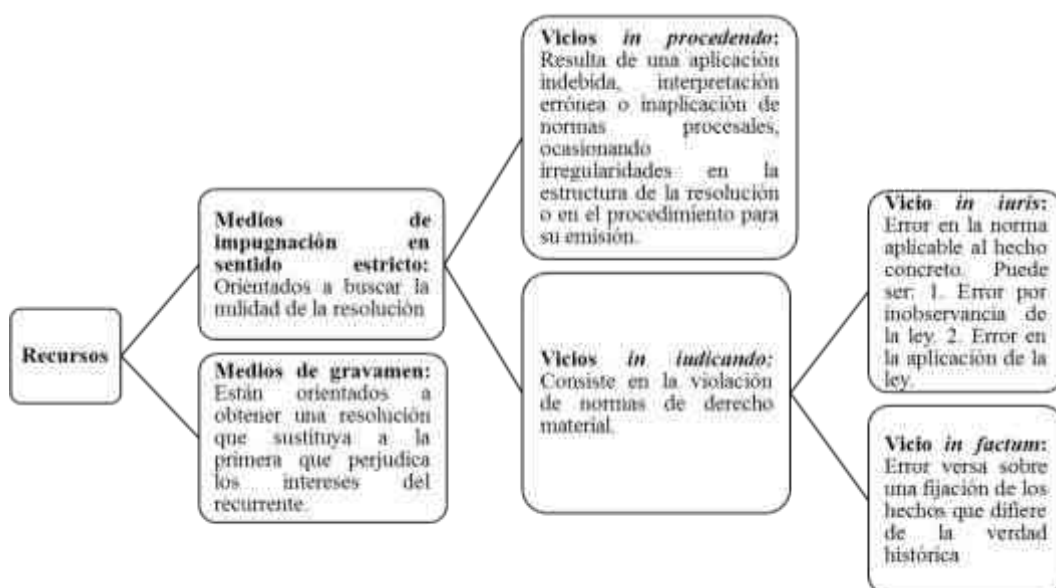 Recursos
Medios de
impugnación en
sentido estricto:
Orientados a buscar la
nulidad de la resolución
Medios de gravamen:
Están orientados a
obtener una resolución
que sustituya a la
primera que perjudica
los intereses del
recurrente.
Vicios in procedendo:
Resulta de una aplicación
indebida, interpretación
errónea o inaplicación de
normas procesales,
ocasionando
irregularidades en la
estructura de la resolución
o en el procedimiento para
su emisión.
Vicios in iudicando:
Consiste en la violación
de normas de derecho
material.
Vicio in iuris:
Error en la norma
aplicable al hecho
concreto. Puede
ser: 1. Error por
inobservancia de
la ley. 2. Error en
la aplicación de la
ley.
Vicio in factum:
Error versa sobre
una fijación de los
hechos que difiere
de la verdad
histórica